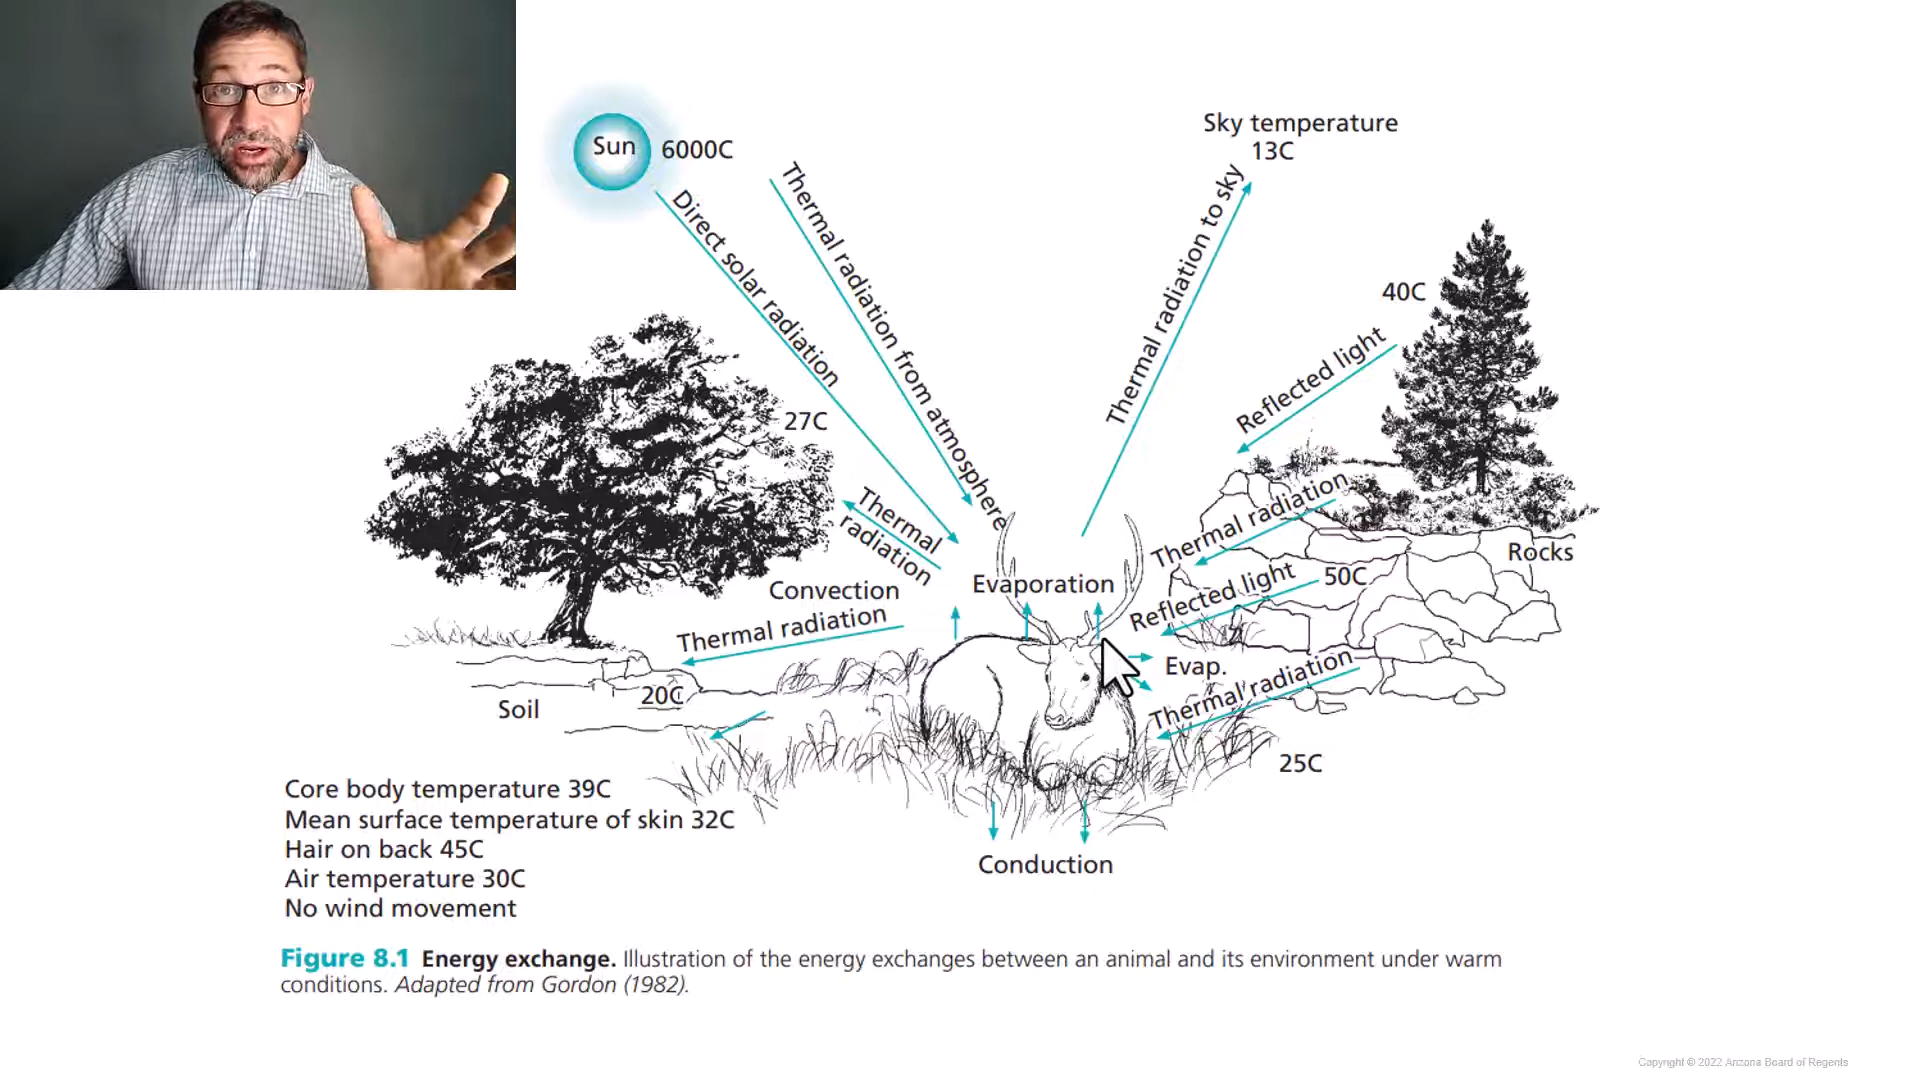 Sun 6000C
Sky temperature
13C
Direct solar radiation
Thermal radiation from atmosphere
Thermal radiation to sky
40C
Reflected light
27C
Thermal
radiation
Convection
Thermal radiation
Evaporation
Thermal radiation
Rocks
50C
Reflected light
Evap.
Thermal radiation
Soil
20C
25C
Conduction
Core body temperature 39C
Mean surface temperature of skin 32C
Hair on back 45C
Air temperature 30C
No wind movement
Figure 8.1 Energy exchange. Illustration of the energy exchanges between an animal and its environment under warm
conditions. Adapted from Gordon (1982).
Copyright © 2022 Arizona Board of Regents